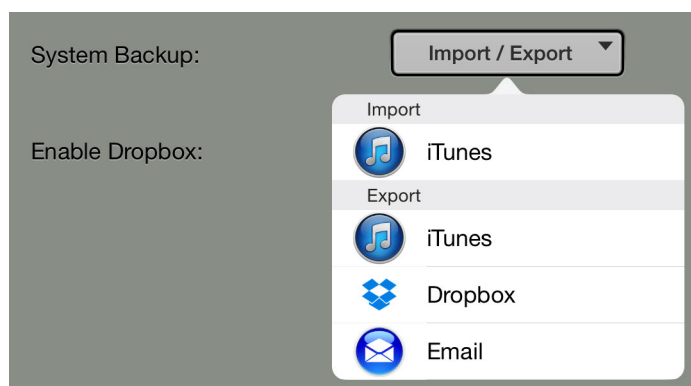 System Backup:
Import / Export
Import
Enable Dropbox:
iTunes
Export
iTunes
Dropbox
Email